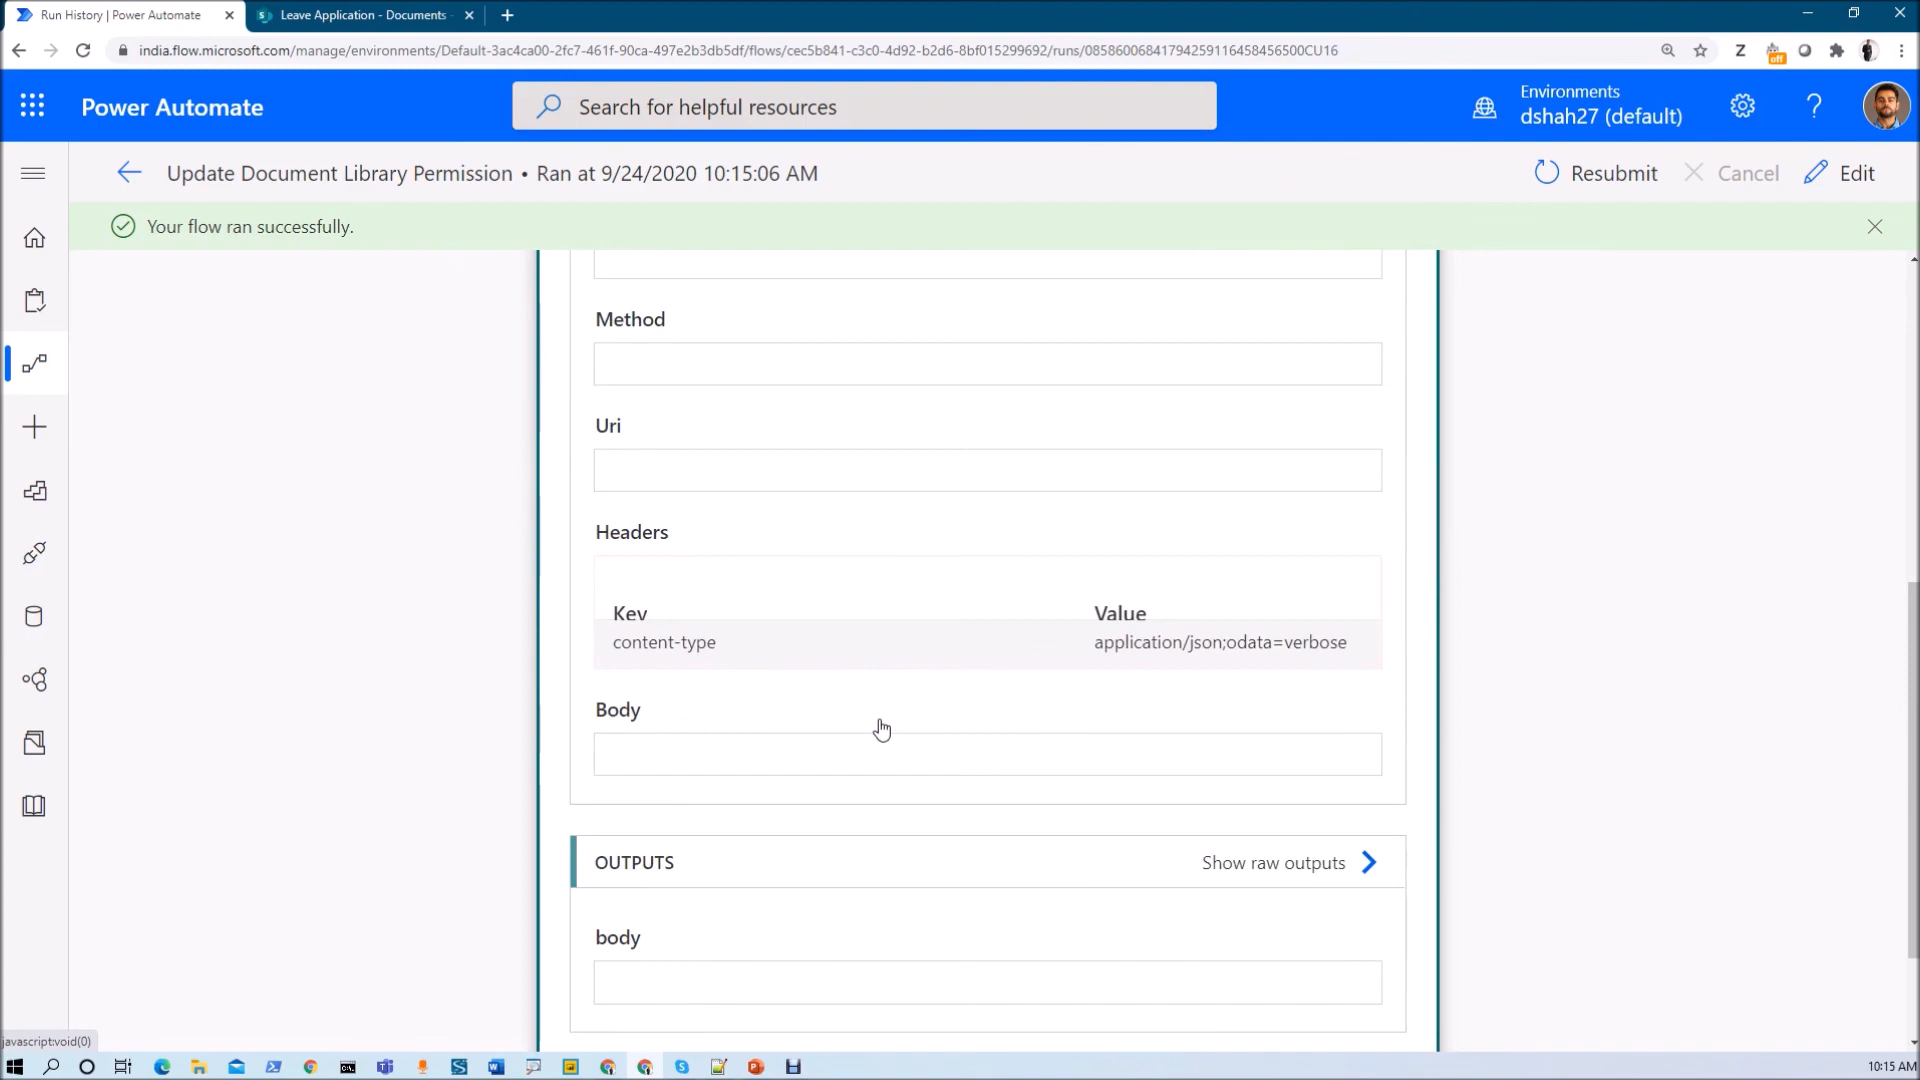 Run History | Power Automate
Leave Application - Documents -
india.flow.microsoft.com/manage/environments/Default-3ac4ca00-2fc7-461f-90ca-497e2b3db5df/flows/cec5b841-c3c0-4d92-b2d6-8bf015299692/runs/08586006841794259116458456500CU16
Z
off
Power Automate
Search for helpful resources
Environments
dshah27 (default)
Update Document Library Permission • Ran at 9/24/2020 10:15:06 AM
Resubmit
Cancel
Edit
Your flow ran successfully.
Method
Uri
Headers
Key
Value
content-type
application/json;odata=verbose
Body
OUTPUTS
Show raw outputs
body
javascript:void(0)
10:15 AM